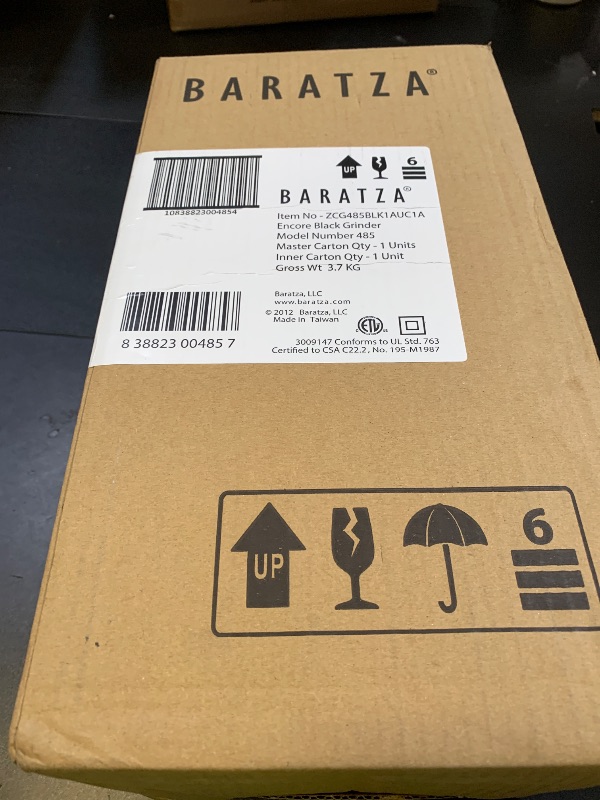 BARATZA®
UP
6
10838823004854
BARATZA®
Item No - ZCG485BLK1AUC1A
Encore Black Grinder
Model Number 485
Master Carton Qty - 1 Units
Inner Carton Qty - 1 Unit
Gross Wt 3.7 KG
Baratza, LLC
www.baratza.com
© 2012 Baratza, LLC
Made in Taiwan
ETL
8 38823 00485 7
3009147 Conforms to UL Std. 763
Certified to CSA C22.2, No. 195-M1987
UP
6